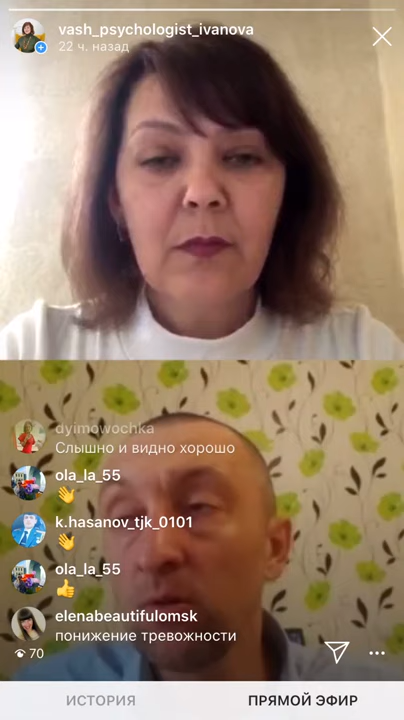 vash_psychologist_ivanova
22 ч. назад
dyimowochka
Слышно и видно хорошо
ola_la_55
👋
k.hasanov_tjk_0101
👋
ola_la_55
👍
elenabeautifulomsk
понижение тревожности
70
ИСТОРИЯ
ПРЯМОЙ ЭФИР